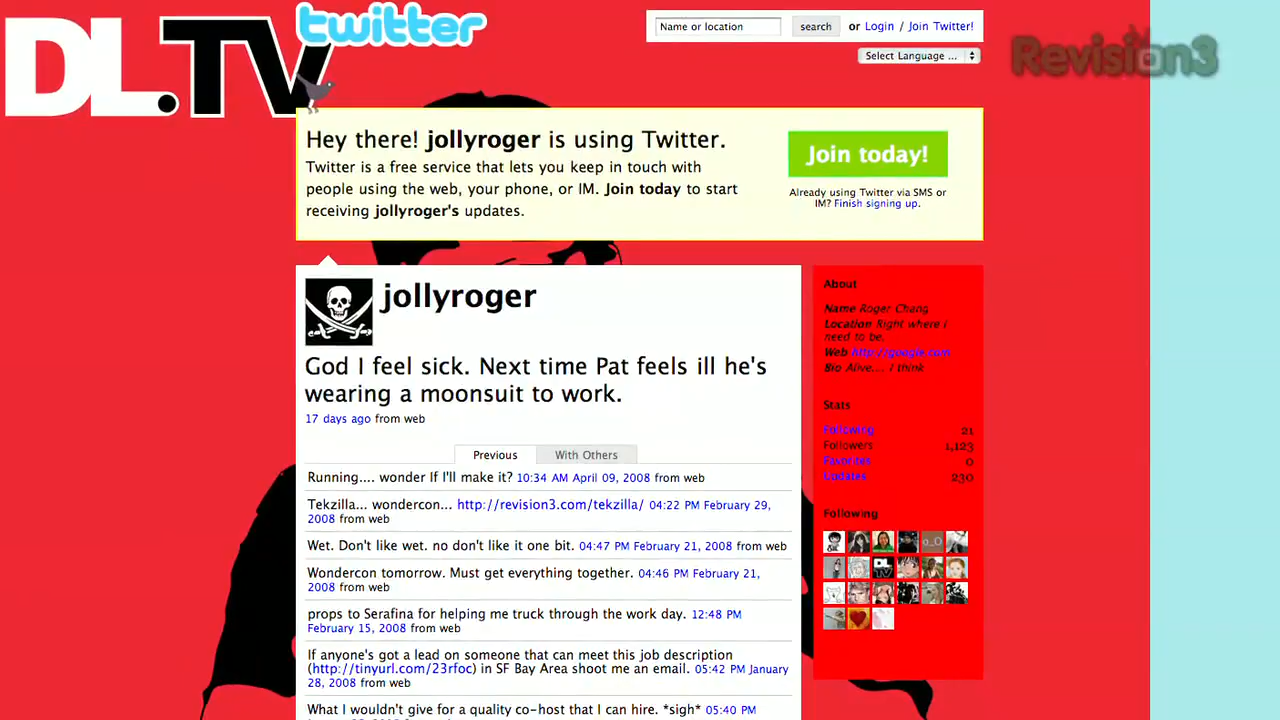 DL.TV
twitter
Name or location
search
or Login / Join Twitter!
Select Language ...
Revision3
Hey there! jollyroger is using Twitter.
Twitter is a free service that lets you keep in touch with
people using the web, your phone, or IM. Join today to start
receiving jollyroger's updates.
Join today!
Already using Twitter via SMS or
IM? Finish signing up.
jollyroger
God I feel sick. Next time Pat feels ill he's
wearing a moonsuit to work.
17 days ago from web
Previous
With Others
Running.... wonder If I'll make it? 10:34 AM April 09, 2008 from web
Tekzilla... wondercon... http://revision3.com/tekzilla/ 04:22 PM February 29,
2008 from web
Wet. Don't like wet. no don't like it one bit. 04:47 PM February 21, 2008 from web
Wondercon tomorrow. Must get everything together. 04:46 PM February 21,
2008 from web
props to Serafina for helping me truck through the work day. 12:48 PM
February 15, 2008 from web
If anyone's got a lead on someone that can meet this job description
(http://tinyurl.com/23rfoc) in SF Bay Area shoot me an email. 05:42 PM January
28, 2008 from web
What I wouldn't give for a quality co-host that I can hire. *sigh* 05:40 PM
About
Name Roger Chang
Location Right where I
need to be.
Web http://google.com
Bio Alive.... I think
Stats
Following 21
Followers 1,123
Favorites 0
Updates 230
Following
o_O
DL.TV